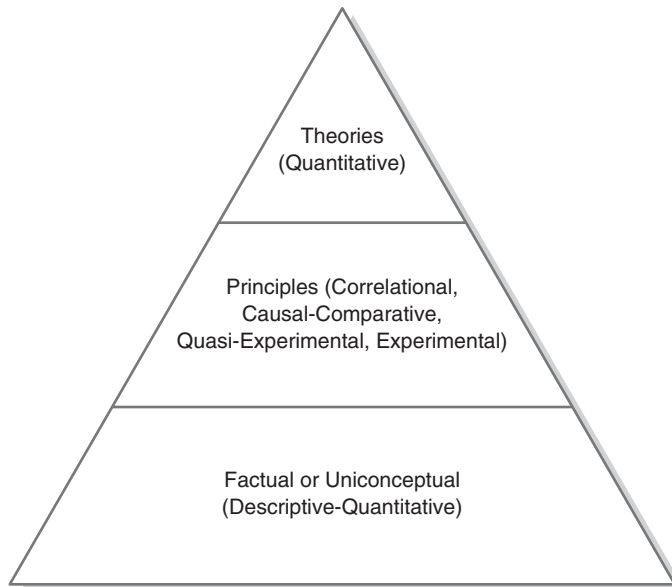 Theories
(Quantitative)
Principles (Correlational,
Causal-Comparative,
Quasi-Experimental, Experimental)
Factual or Uniconceptual
(Descriptive-Quantitative)